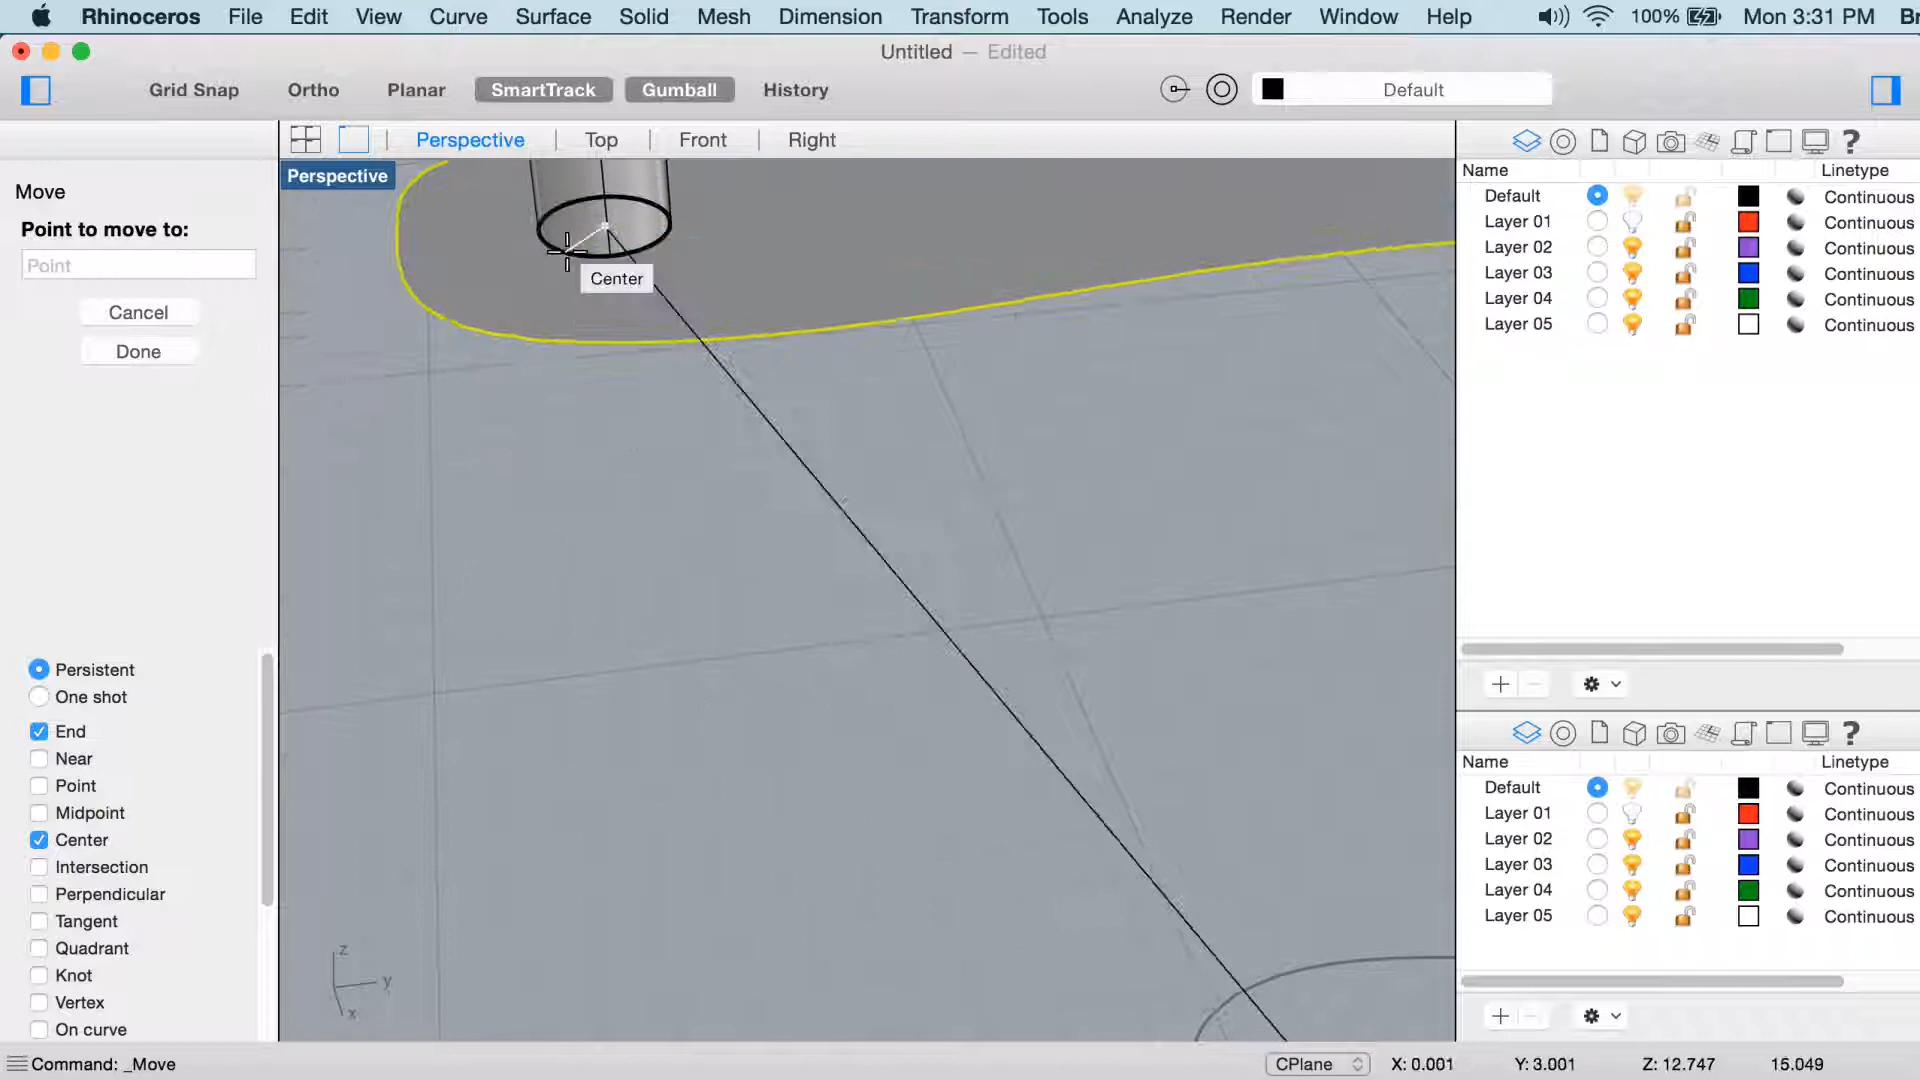 Rhinoceros File Edit View Curve Surface Solid Mesh Dimension Transform Tools Analyze Render Window Help 100% Mon 3:31 PM Br
Untitled — Edited
Grid Snap Ortho Planar SmartTrack Gumball History Default
Perspective Top Front Right
Perspective
Move
Point to move to:
Point
Cancel
Done
Center
Persistent
One shot
End
Near
Point
Midpoint
Center
Intersection
Perpendicular
Tangent
Quadrant
Knot
Vertex
On curve
z
y
x
Name Linetype
Default Continuous
Layer 01 Continuous
Layer 02 Continuous
Layer 03 Continuous
Layer 04 Continuous
Layer 05 Continuous
Name Linetype
Default Continuous
Layer 01 Continuous
Layer 02 Continuous
Layer 03 Continuous
Layer 04 Continuous
Layer 05 Continuous
Command: _Move CPlane X: 0.001 Y: 3.001 Z: 12.747 15.049